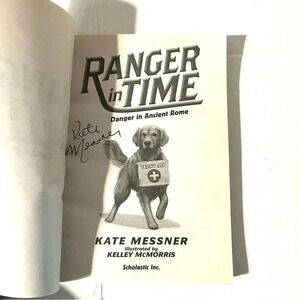 RANGER
in TIME
Danger in Ancient Rome
Kate
Messner
FIRST AID
KATE MESSNER
illustrated by
KELLEY McMORRIS
Scholastic Inc.